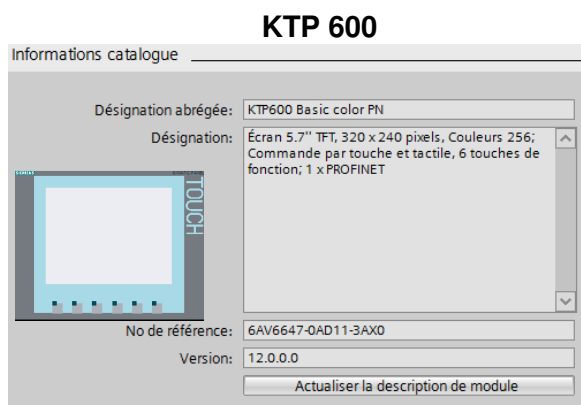 KTP 600
Informations catalogue
Désignation abrégée: KTP600 Basic color PN
Désignation: Écran 5.7'' TFT, 320 x 240 pixels, Couleurs 256;
Commande par touche et tactile, 6 touches de
fonction; 1 x PROFINET
TOUCH
No de référence: 6AV6647-0AD11-3AX0
Version: 12.0.0.0
Actualiser la description de module